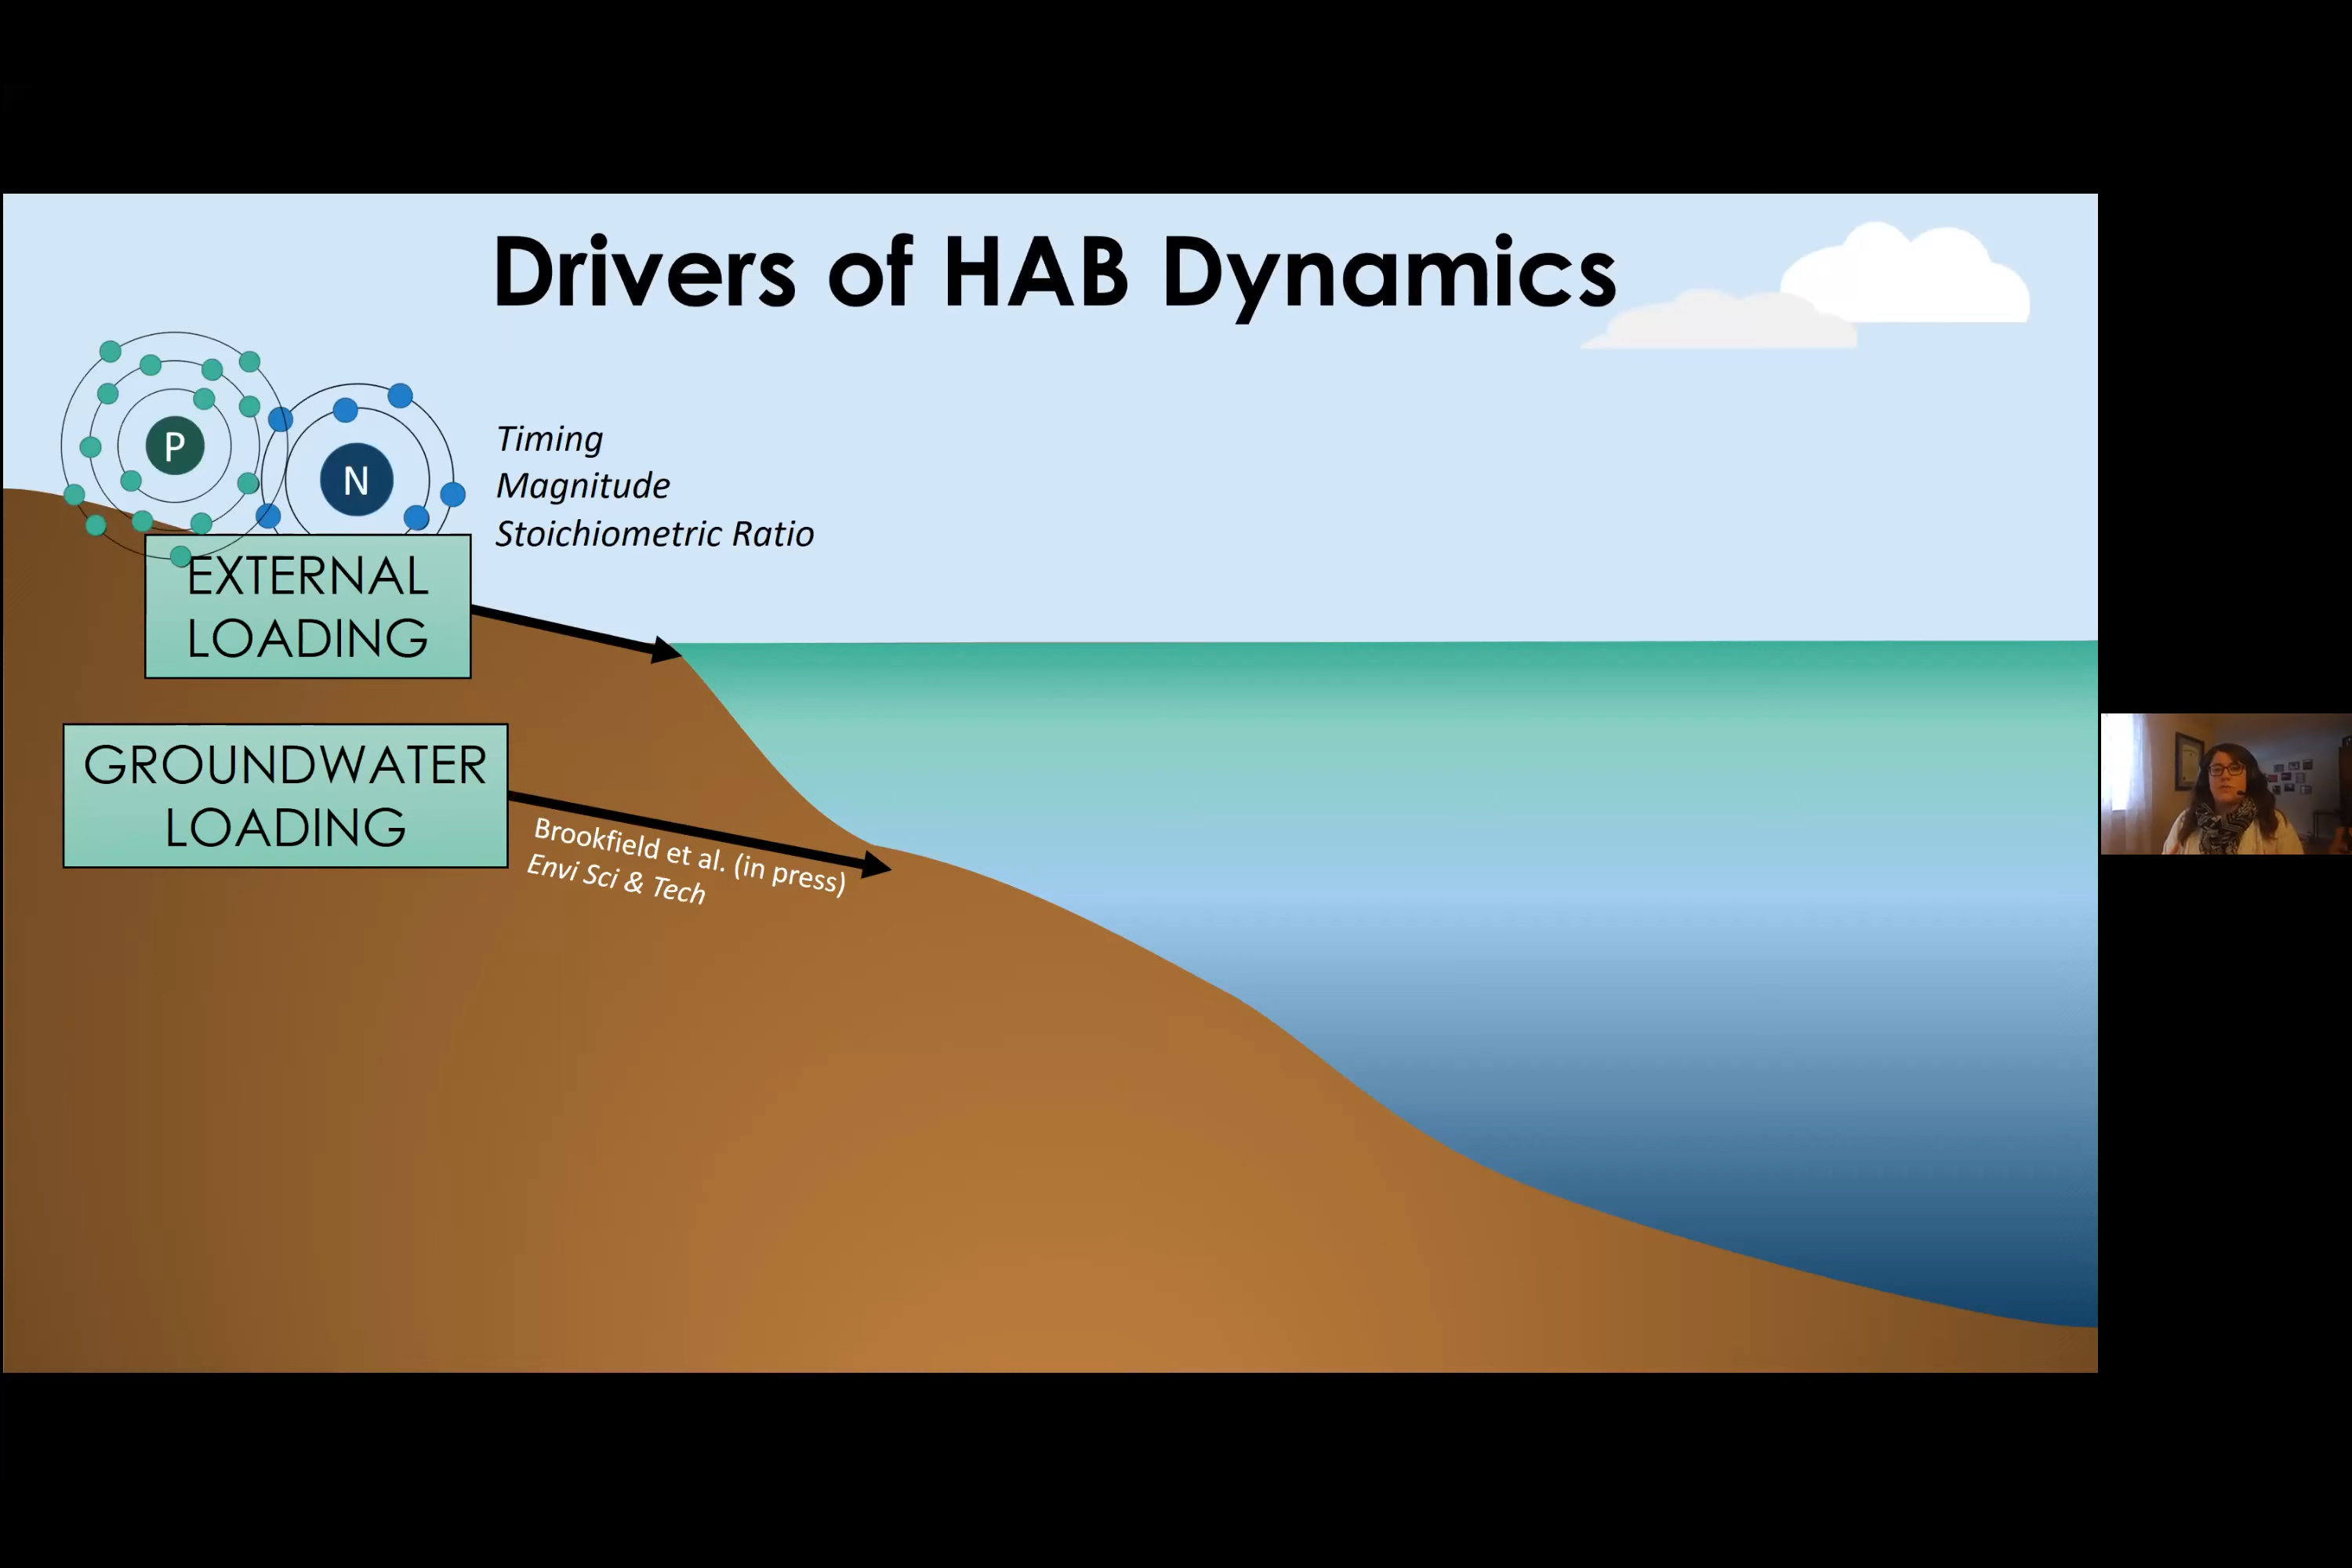 Drivers of HAB Dynamics
P
N
Timing
Magnitude
Stoichiometric Ratio
EXTERNAL
LOADING
GROUNDWATER
LOADING
Brookfield et al. (in press)
Envi Sci & Tech